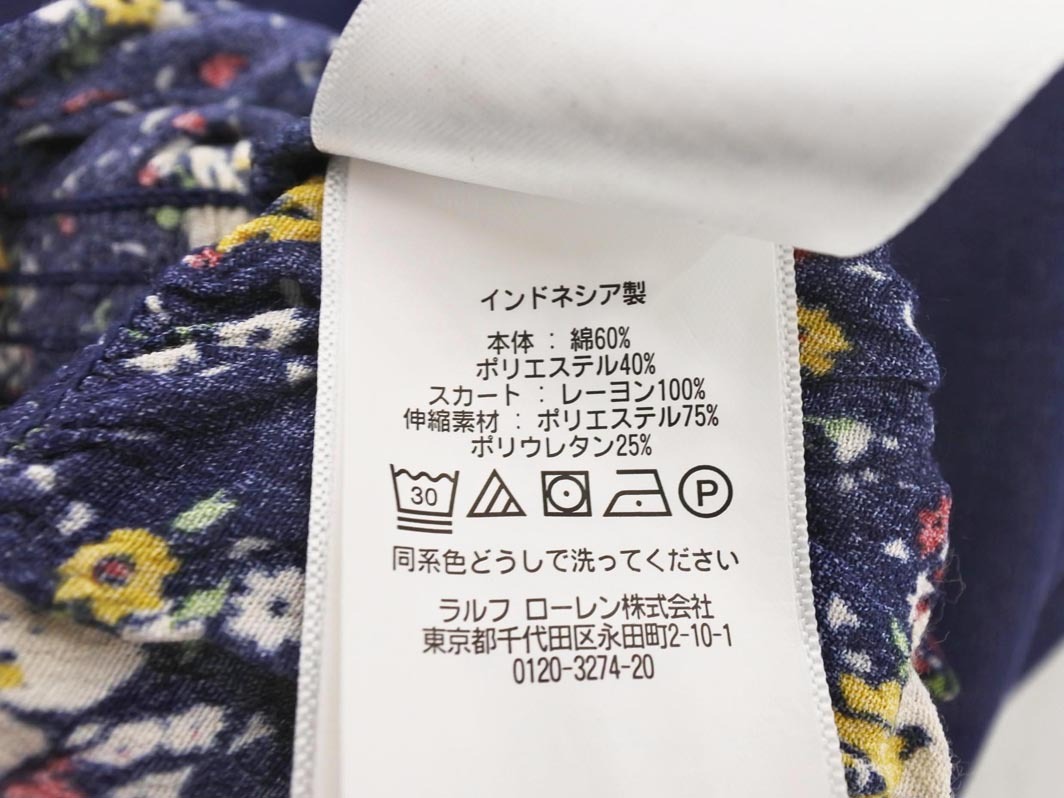 インドネシア製
本体 : 綿60%
ポリエステル40%
スカート : レーヨン100%
伸縮素材 : ポリエステル75%
ポリウレタン25%
30 P
同系色どうしで洗ってください
ラルフ ローレン株式会社
東京都千代田区永田町2-10-1
0120-3274-20